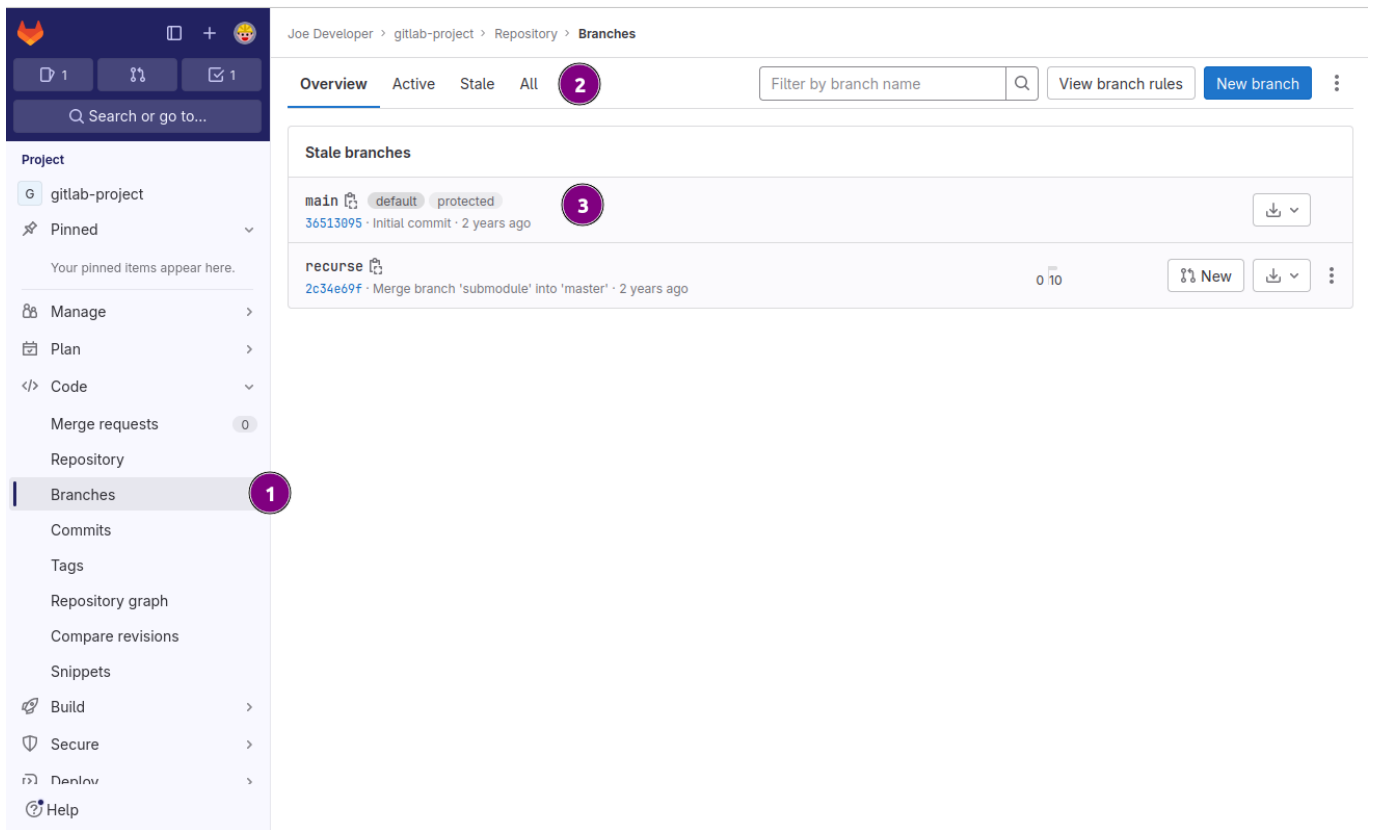 Joe Developer > gitlab-project > Repository > Branches
1 1
Search or go to...
Project
G gitlab-project
Pinned
Your pinned items appear here.
Manage
Plan
Code
Merge requests 0
Repository
Branches 1
Commits
Tags
Repository graph
Compare revisions
Snippets
Build
Secure
Deploy
Help
Overview Active Stale All 2 Filter by branch name View branch rules New branch
Stale branches
main default protected 3
36513095 · Initial commit · 2 years ago
recurse
2c34e69f · Merge branch 'submodule' into 'master' · 2 years ago
0 10 New